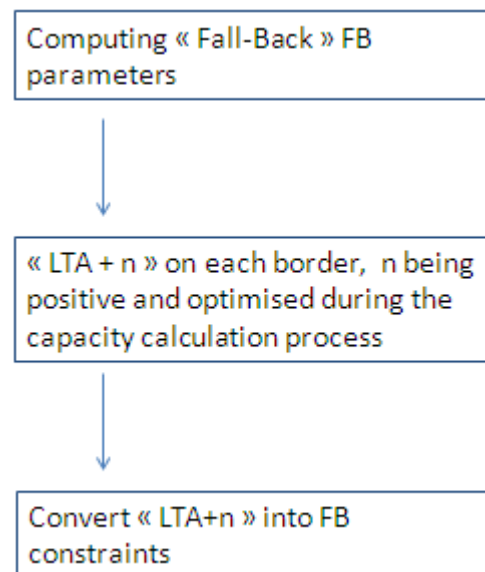 Computing « Fall-Back » FB
parameters
« LTA + n » on each border, n being
positive and optimised during the
capacity calculation process
Convert « LTA+n » into FB
constraints